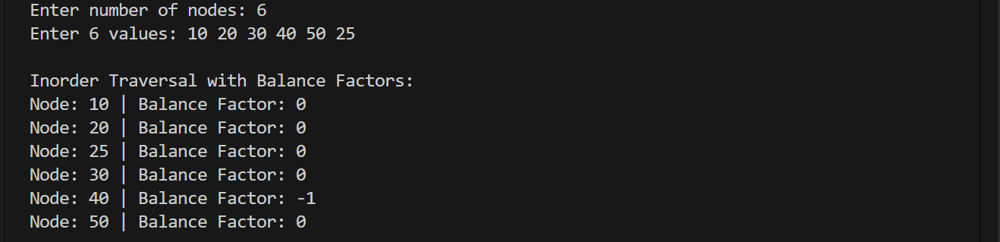 Enter number of nodes: 6
Enter 6 values: 10 20 30 40 50 25
Inorder Traversal with Balance Factors:
Node: 10 | Balance Factor: 0
Node: 20 | Balance Factor: 0
Node: 25 | Balance Factor: 0
Node: 30 | Balance Factor: 0
Node: 40 | Balance Factor: -1
Node: 50 | Balance Factor: 0